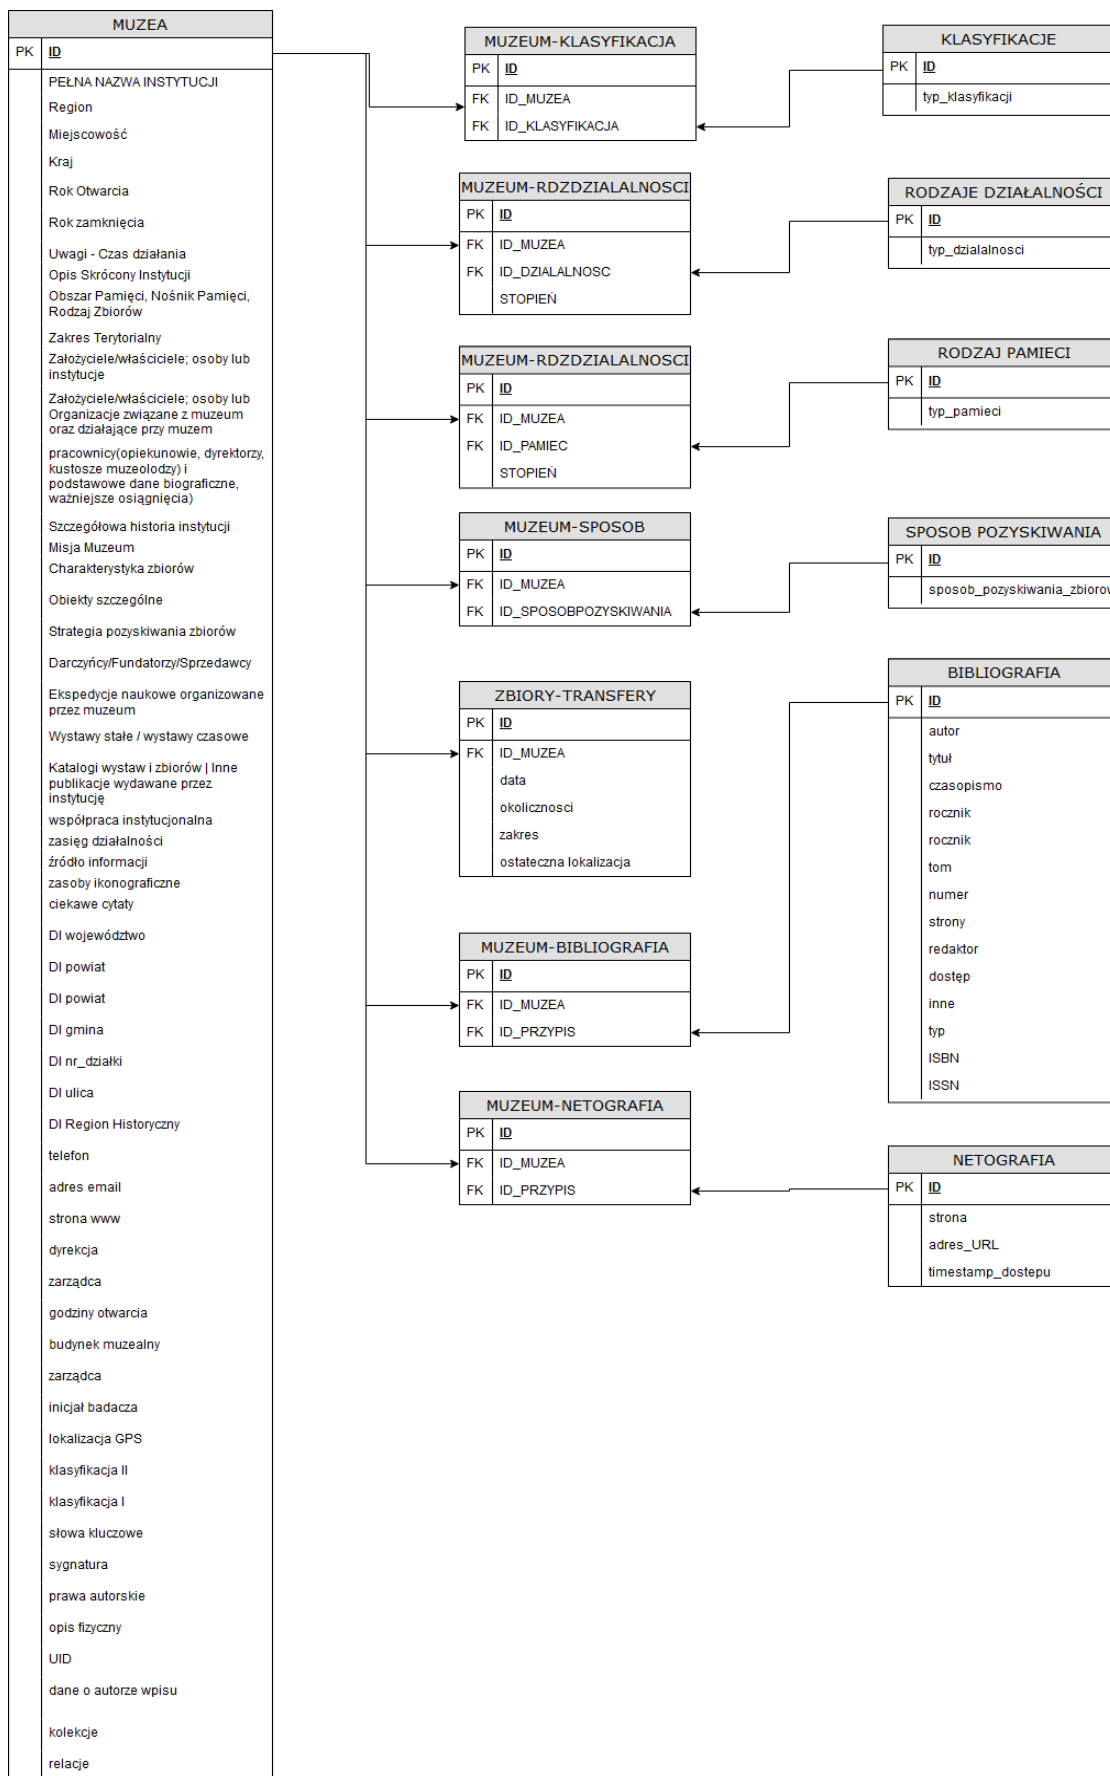 MUZEA
PK ID
PEŁNA NAZWA INSTYTUCJI
Region
Miejscowość
Kraj
Rok Otwarcia
Rok zamknięcia
Uwagi - Czas działania
Opis Skrócony Instytucji
Obszar Pamięci, Nośnik Pamięci,
Rodzaj Zbiorów
Zakres Terytorialny
Założyciele/właściciele; osoby lub
instytucje
Założyciele/właściciele; osoby lub
Organizacje związane z muzeum
oraz działające przy muzem
pracownicy(opiekunowie, dyrektorzy,
kustosze muzeolodzy) i
podstawowe dane biograficzne,
ważniejsze osiągnięcia)
Szczegółowa historia instytucji
Misja Muzeum
Charakterystyka zbiorów
Obiekty szczególne
Strategia pozyskiwania zbiorów
Darczyńcy/Fundatorzy/Sprzedawcy
Ekspedycje naukowe organizowane
przez muzeum
Wystawy stałe / wystawy czasowe
Katalogi wystaw i zbiorów | Inne
publikacje wydawane przez
instytucję
współpraca instytucjonalna
zasięg działalności
źródło informacji
zasoby ikonograficzne
ciekawe cytaty
DI województwo
DI powiat
DI powiat
DI gmina
DI nr_działki
DI ulica
DI Region Historyczny
telefon
adres email
strona www
dyrekcja
zarządca
godziny otwarcia
budynek muzealny
zarządca
inicjał badacza
lokalizacja GPS
klasyfikacja II
klasyfikacja I
słowa kluczowe
sygnatura
prawa autorskie
opis fizyczny
UID
dane o autorze wpisu
kolekcje
relacje
MUZEUM-KLASYFIKACJA
PK ID
FK ID_MUZEA
FK ID_KLASYFIKACJA
MUZEUM-RDZDZIALALNOSCI
PK ID
FK ID_MUZEA
FK ID_DZIALALNOSC
STOPIEŃ
MUZEUM-RDZDZIALALNOSCI
PK ID
FK ID_MUZEA
FK ID_PAMIEC
STOPIEŃ
MUZEUM-SPOSOB
PK ID
FK ID_MUZEA
FK ID_SPOSOBPOZYSKIWANIA
ZBIORY-TRANSFERY
PK ID
FK ID_MUZEA
data
okolicznosci
zakres
ostateczna lokalizacja
MUZEUM-BIBLIOGRAFIA
PK ID
FK ID_MUZEA
FK ID_PRZYPIS
MUZEUM-NETOGRAFIA
PK ID
FK ID_MUZEA
FK ID_PRZYPIS
KLASYFIKACJE
PK ID
typ_klasyfikacji
RODZAJE DZIAŁALNOŚCI
PK ID
typ_dzialalnosci
RODZAJ PAMIECI
PK ID
typ_pamieci
SPOSOB POZYSKIWANIA
PK ID
sposob_pozyskiwania_zbiorow
BIBLIOGRAFIA
PK ID
autor
tytuł
czasopismo
rocznik
rocznik
tom
numer
strony
redaktor
dostęp
inne
typ
ISBN
ISSN
NETOGRAFIA
PK ID
strona
adres_URL
timestamp_dostepu